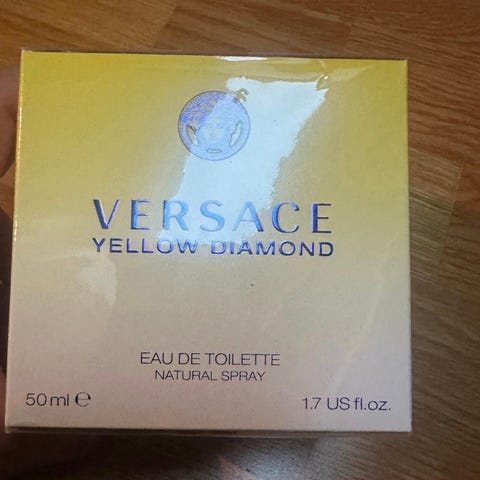 VERSACE
YELLOW DIAMOND
EAU DE TOILETTE
NATURAL SPRAY
50 ml ℮
1.7 US fl.oz.